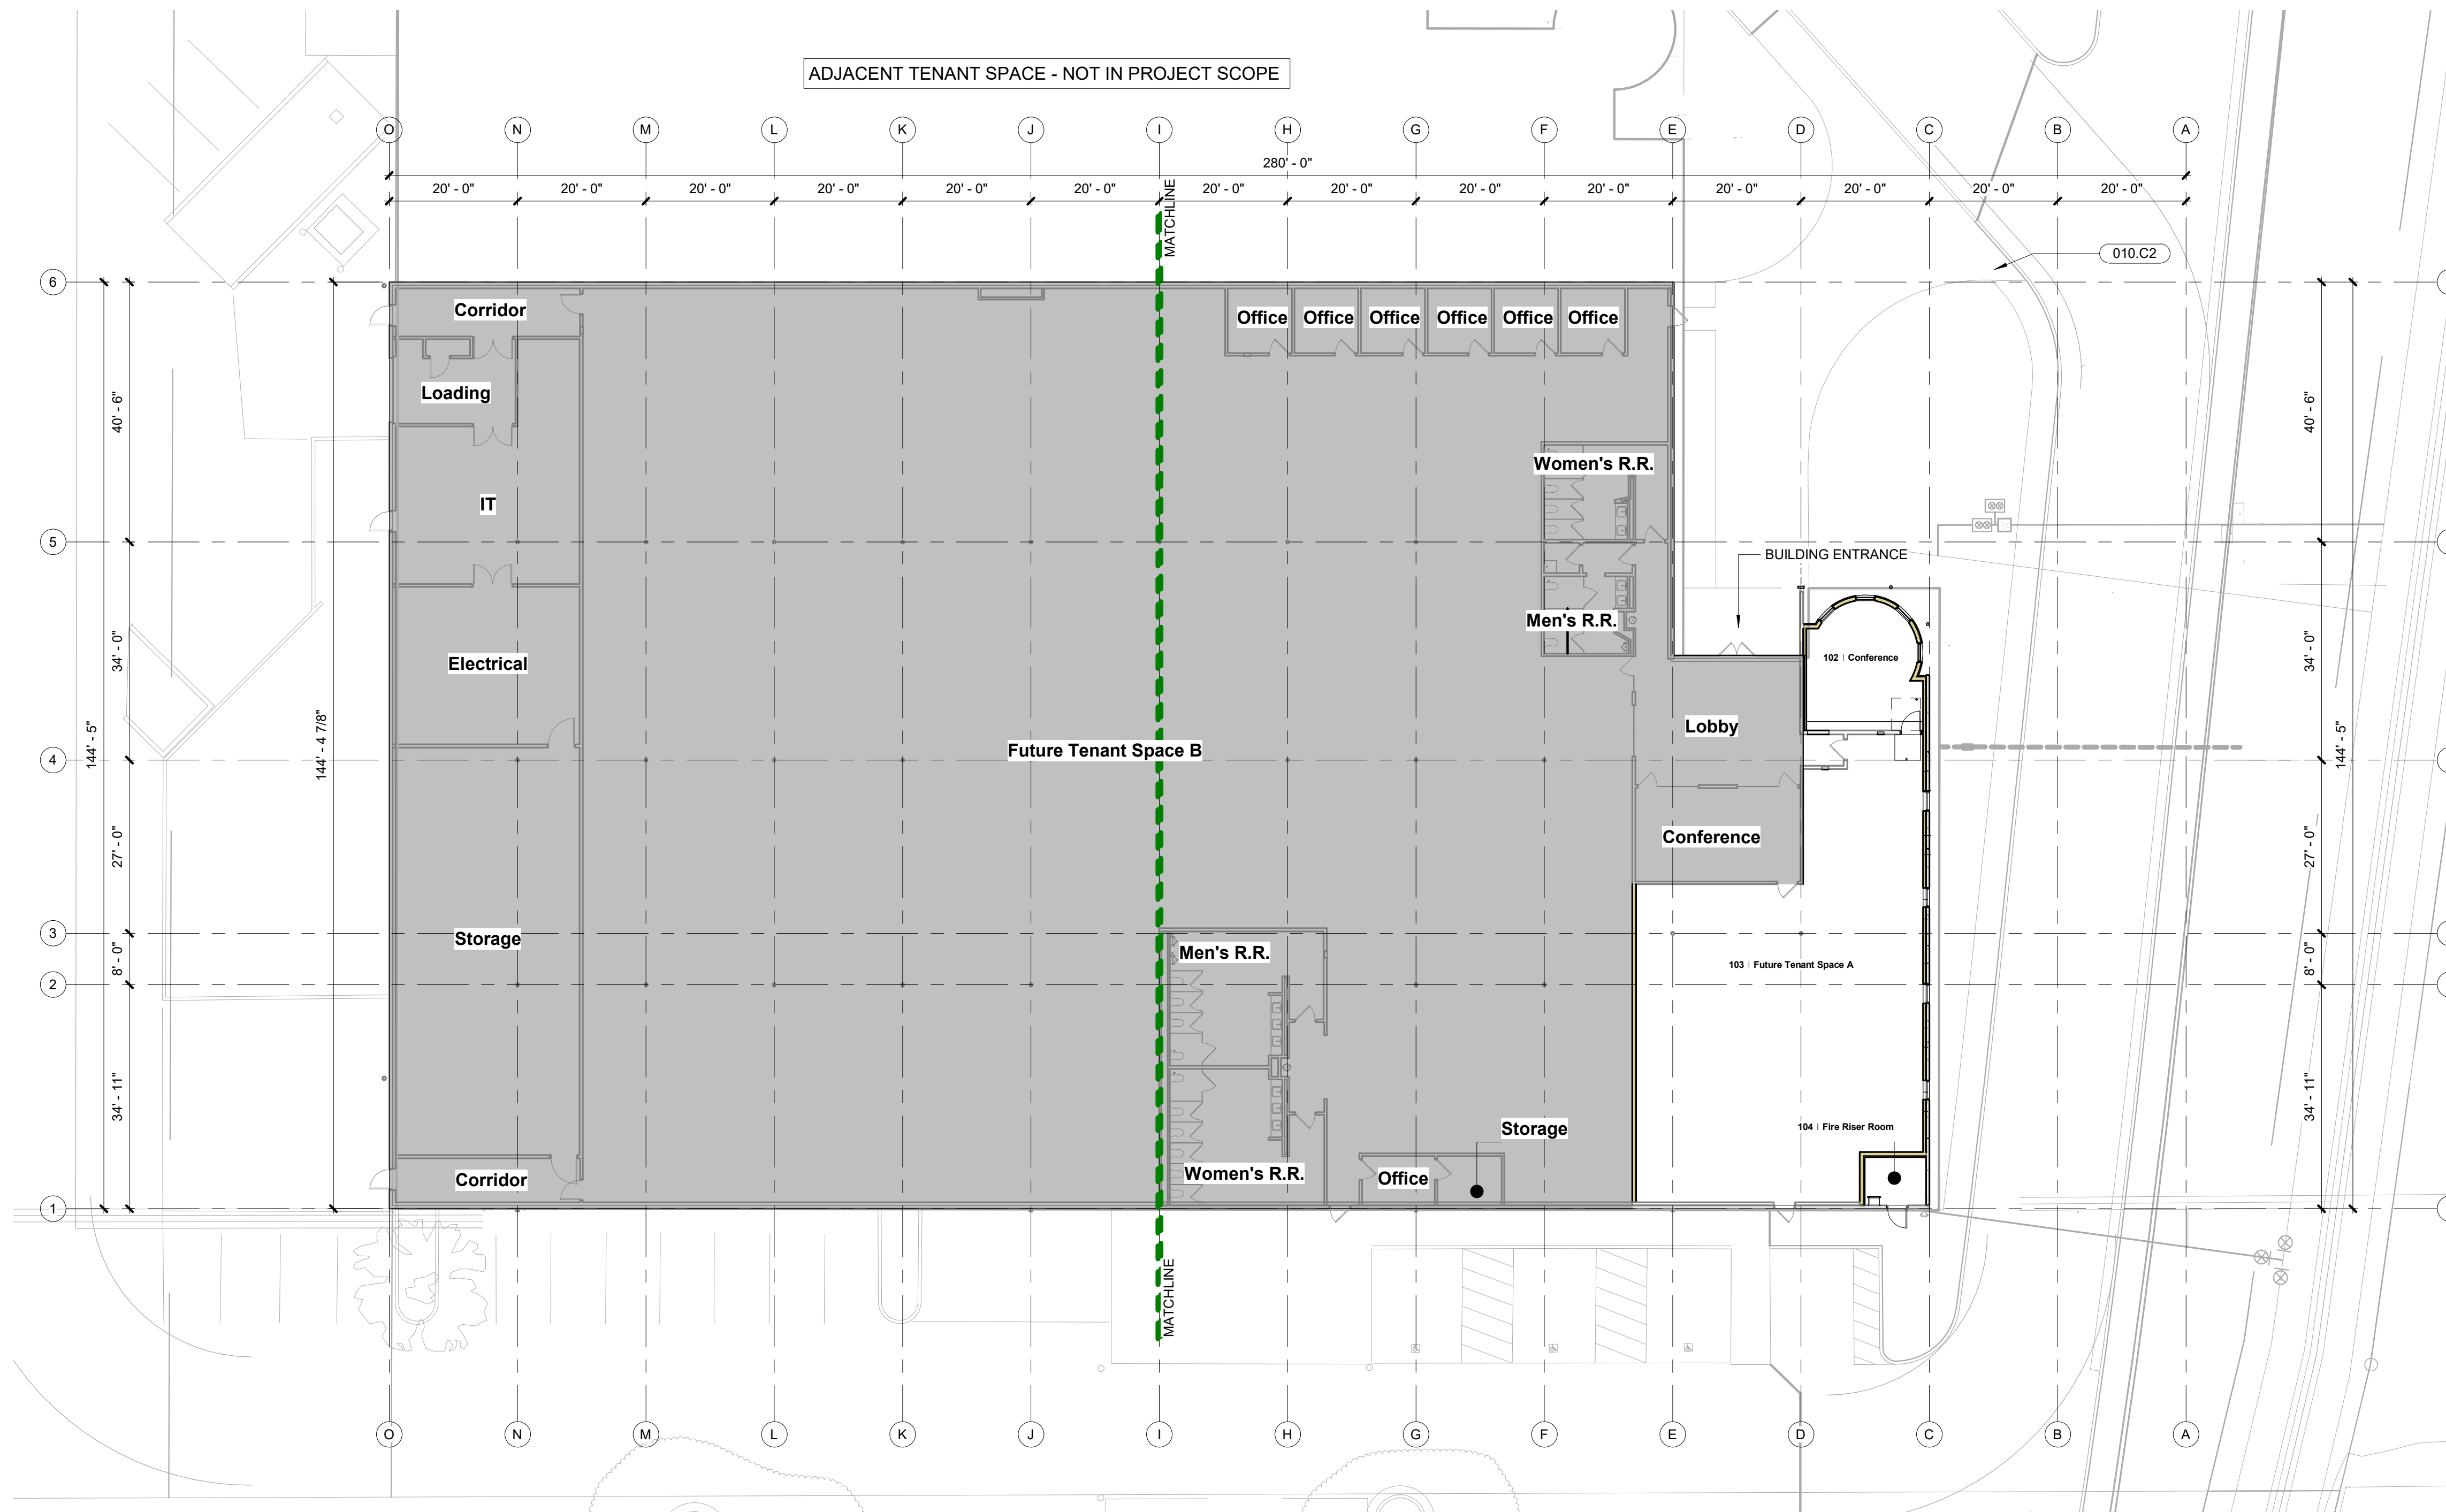 ADJACENT TENANT SPACE - NOT IN PROJECT SCOPE
O N M L K J I H G F E D C B A
280' - 0"
20' - 0" 20' - 0" 20' - 0" 20' - 0" 20' - 0" 20' - 0" 20' - 0" 20' - 0" 20' - 0" 20' - 0" 20' - 0" 20' - 0" 20' - 0" 20' - 0"
MATCHLINE
010.C2
6
Corridor
Office Office Office Office Office Office
Loading
40' - 6"
40' - 6"
Women's R.R.
IT
5
BUILDING ENTRANCE
Men's R.R.
34' - 0"
Electrical
102 | Conference
34' - 0"
144' - 5"
144' - 4 7/8"
Lobby
144' - 5"
Future Tenant Space B
4
27' - 0"
Conference
27' - 0"
3
Storage
Men's R.R.
8' - 0"
103 | Future Tenant Space A
8' - 0"
2
34' - 11"
Storage
104 | Fire Riser Room
34' - 11"
Corridor
Women's R.R.
Office
1
MATCHLINE
O N M L K J I H G F E D C B A